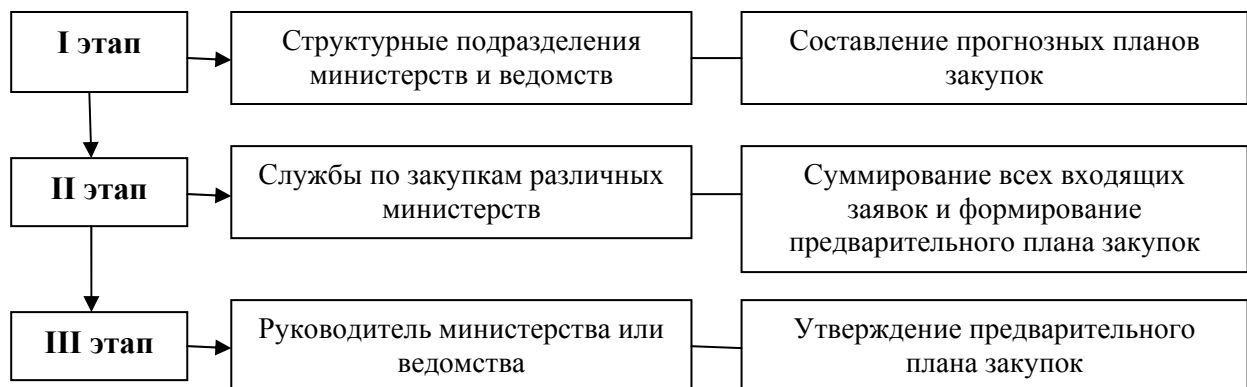 I этап
Структурные подразделения
министерств и ведомств
Составление прогнозных планов
закупок
II этап
Службы по закупкам различных
министерств
Суммирование всех входящих
заявок и формирование
предварительного плана закупок
III этап
Руководитель министерства или
ведомства
Утверждение предварительного
плана закупок